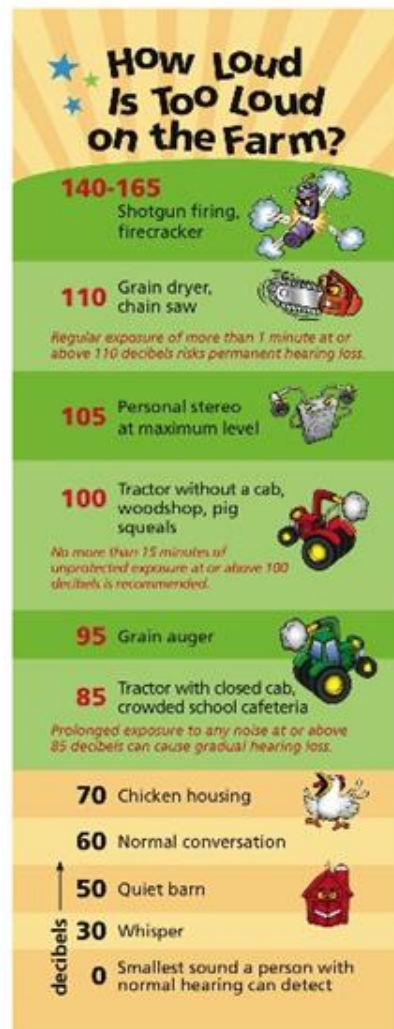 How Loud
Is Too Loud
on the Farm?
140-165
Shotgun firing,
firecracker
110 Grain dryer,
chain saw
Regular exposure of more than 1 minute at or
above 110 decibels risks permanent hearing loss.
105 Personal stereo
at maximum level
100 Tractor without a cab,
woodshop, pig
squeals
No more than 15 minutes of
unprotected exposure at or above 100
decibels is recommended.
95 Grain auger
85 Tractor with closed cab,
crowded school cafeteria
Prolonged exposure to any noise at or above
85 decibels can cause gradual hearing loss.
70 Chicken housing
60 Normal conversation
50 Quiet barn
30 Whisper
0 Smallest sound a person with
normal hearing can detect
decibels